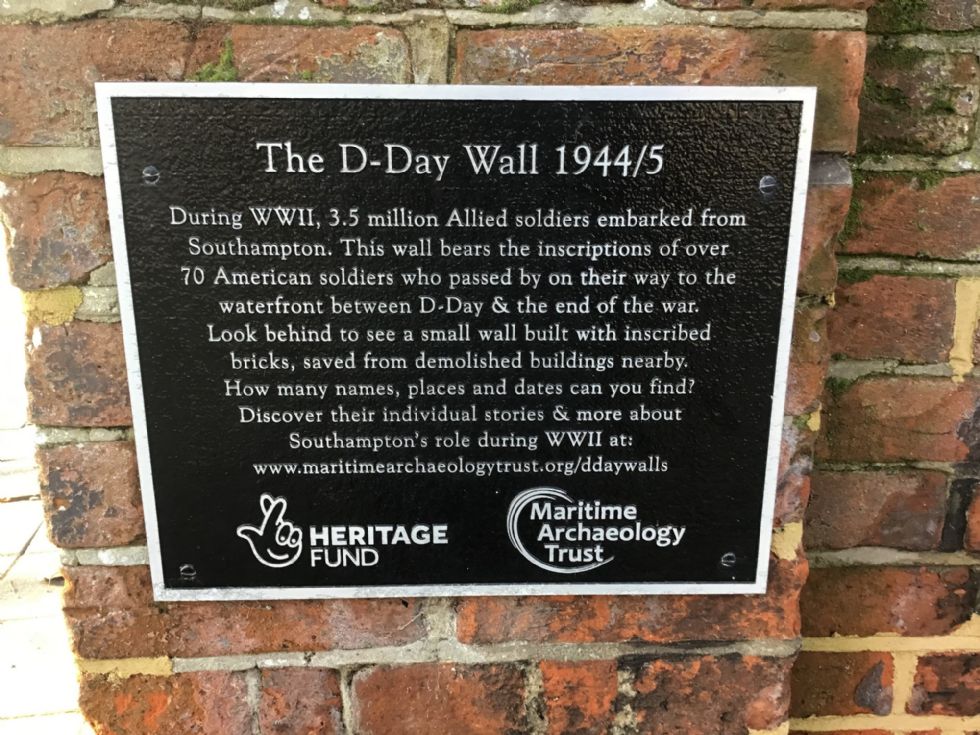 The D-Day Wall 1944/5
During WWII, 3.5 million Allied soldiers embarked from
Southampton. This wall bears the inscriptions of over
70 American soldiers who passed by on their way to the
waterfront between D-Day & the end of the war.
Look behind to see a small wall built with inscribed
bricks, saved from demolished buildings nearby.
How many names, places and dates can you find?
Discover their individual stories & more about
Southampton's role during WWII at:
www.maritimearchaeologytrust.org/ddaywalls
HERITAGE
FUND
Maritime
Archaeology
Trust